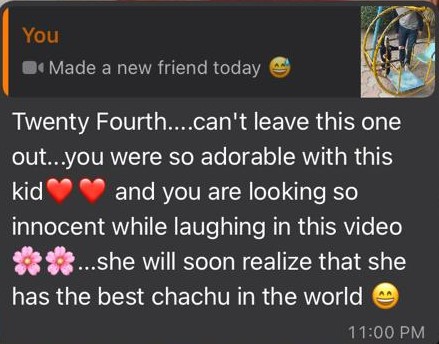 You
Made a new friend today 😅
Twenty Fourth....can't leave this one
out...you were so adorable with this
kid❤️❤️ and you are looking so
innocent while laughing in this video
🌸🌸...she will soon realize that she
has the best chachu in the world 😄
11:00 PM